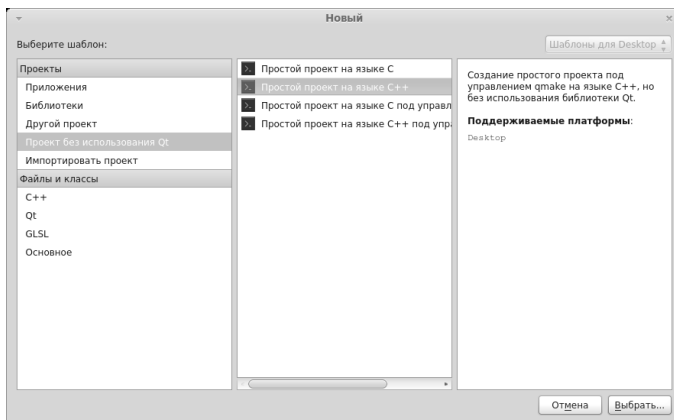 Новый
Выберите шаблон:
Шаблоны для Desktop
Проекты
Приложения
Библиотеки
Другой проект
Проект без использования Qt
Импортировать проект
Файлы и классы
C++
Qt
GLSL
Основное
Простой проект на языке C
Простой проект на языке C++
Простой проект на языке C под управл
Простой проект на языке C++ под упра
Создание простого проекта под
управлением qmake на языке C++, но
без использования библиотеки Qt.
Поддерживаемые платформы:
Desktop
Отмена
Выбрать...